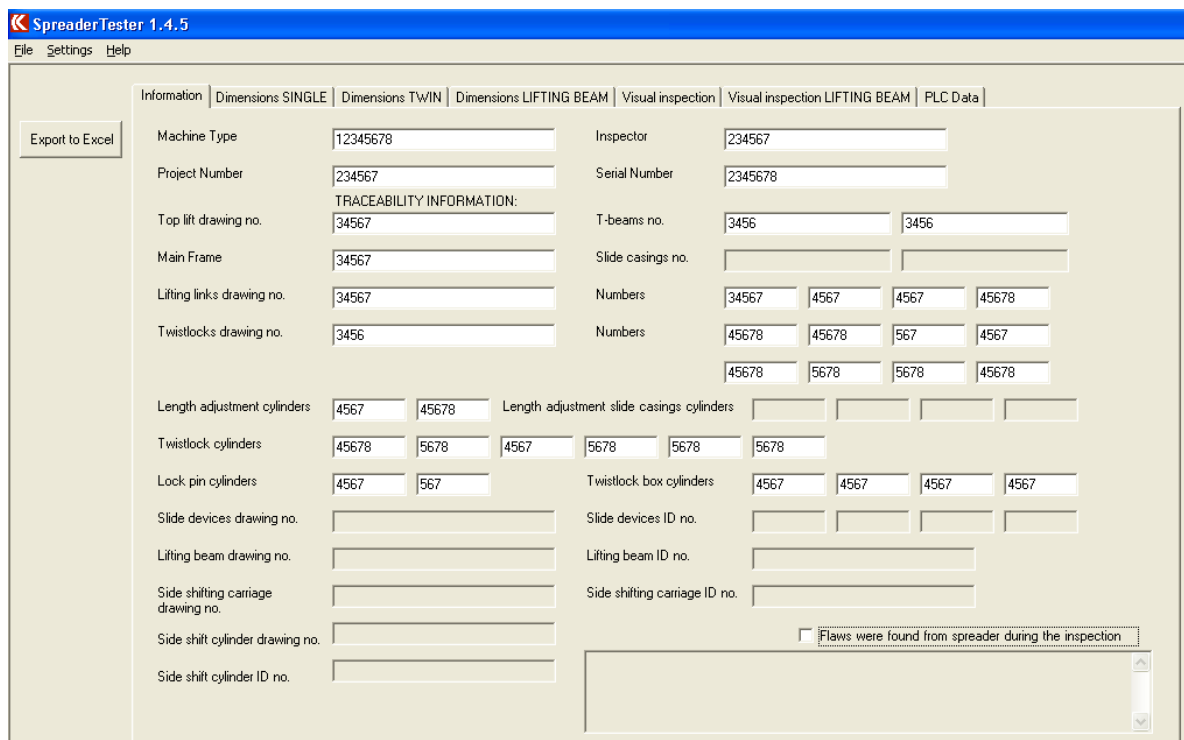 SpreaderTester 1.4.5
File Settings Help
Information Dimensions SINGLE Dimensions TWIN Dimensions LIFTING BEAM Visual inspection Visual inspection LIFTING BEAM PLC Data
Export to Excel
Machine Type 12345678 Inspector 234567
Project Number 234567 Serial Number 2345678
TRACEABILITY INFORMATION:
Top lift drawing no. 34567 T-beams no. 3456 3456
Main Frame 34567 Slide casings no.
Lifting links drawing no. 34567 Numbers 34567 4567 4567 45678
Twistlocks drawing no. 3456 Numbers 45678 45678 567 4567
45678 5678 5678 45678
Length adjustment cylinders 4567 45678 Length adjustment slide casings cylinders
Twistlock cylinders 45678 5678 4567 5678 5678 5678
Lock pin cylinders 4567 567 Twistlock box cylinders 4567 4567 4567 4567
Slide devices drawing no. Slide devices ID no.
Lifting beam drawing no. Lifting beam ID no.
Side shifting carriage
drawing no. Side shifting carriage ID no.
Side shift cylinder drawing no. Flaws were found from spreader during the inspection
Side shift cylinder ID no.